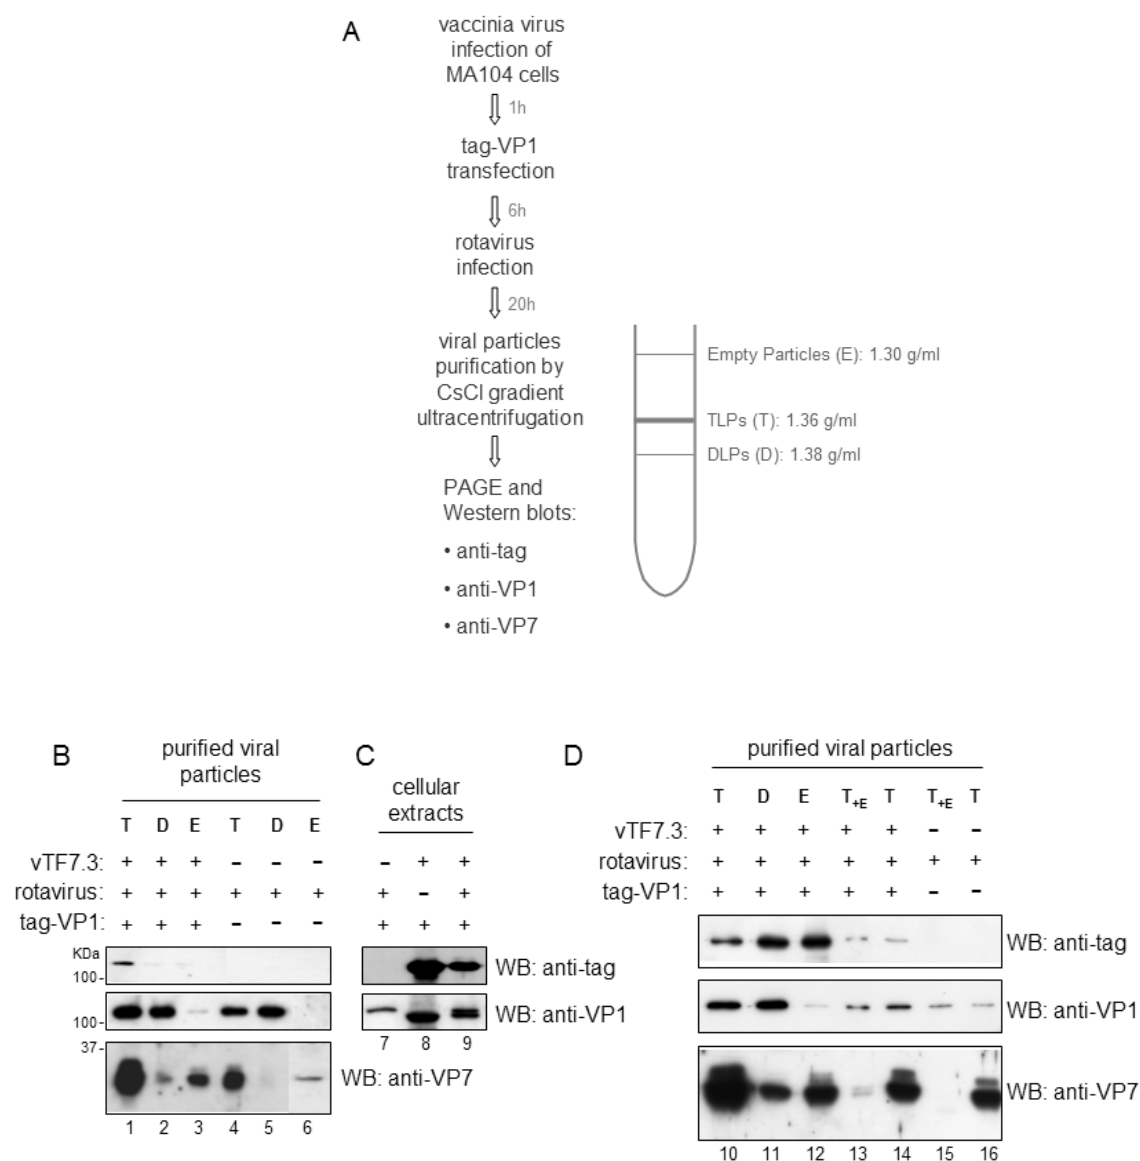 A
vaccinia virus
infection of
MA104 cells
1h
tag-VP1
transfection
6h
rotavirus
infection
20h
viral particles
purification by
CsCl gradient
ultracentrifugation
PAGE and
Western blots:
• anti-tag
• anti-VP1
• anti-VP7
Empty Particles (E): 1.30 g/ml
TLPs (T): 1.36 g/ml
DLPs (D): 1.38 g/ml
B
purified viral
particles
T D E T D E
vTF7.3: + + + - - -
rotavirus: + + + + + +
tag-VP1: + + + - - -
KDa
100-
100-
37-
WB: anti-VP7
1 2 3 4 5 6
C
cellular
extracts
- + +
+ - +
+ + +
WB: anti-tag
WB: anti-VP1
7 8 9
D
purified viral particles
T D E T+E T T+E T
vTF7.3: + + + + + - -
rotavirus: + + + + + + +
tag-VP1: + + + + + - -
WB: anti-tag
WB: anti-VP1
WB: anti-VP7
10 11 12 13 14 15 16